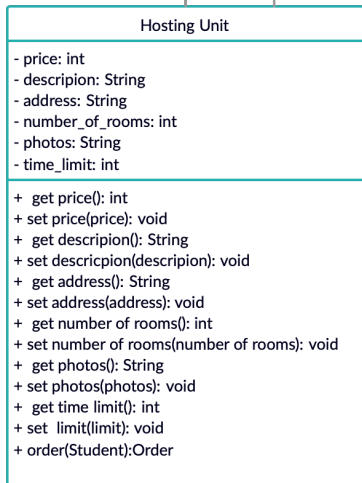 Hosting Unit
- price: int
- descripion: String
- address: String
- number_of_rooms: int
- photos: String
- time_limit: int
+ get price(): int
+ set price(price): void
+ get descripion(): String
+ set descricpion(descripion): void
+ get address(): String
+ set address(address): void
+ get number of rooms(): int
+ set number of rooms(number of rooms): void
+ get photos(): String
+ set photos(photos): void
+ get time limit(): int
+ set limit(limit): void
+ order(Student):Order